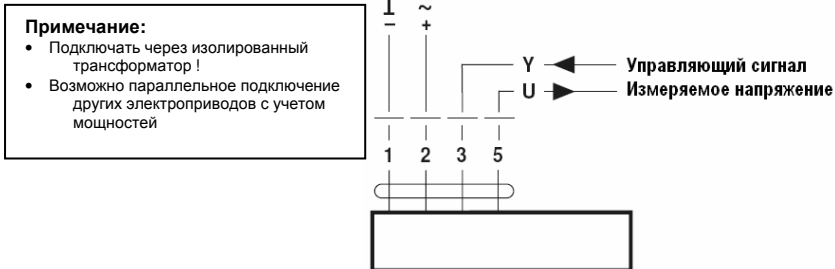 Примечание:
• Подключать через изолированный
трансформатор !
• Возможно параллельное подключение
других электроприводов с учетом
мощностей
~
− +
Y Управляющий сигнал
U Измеряемое напряжение
1 2 3 5